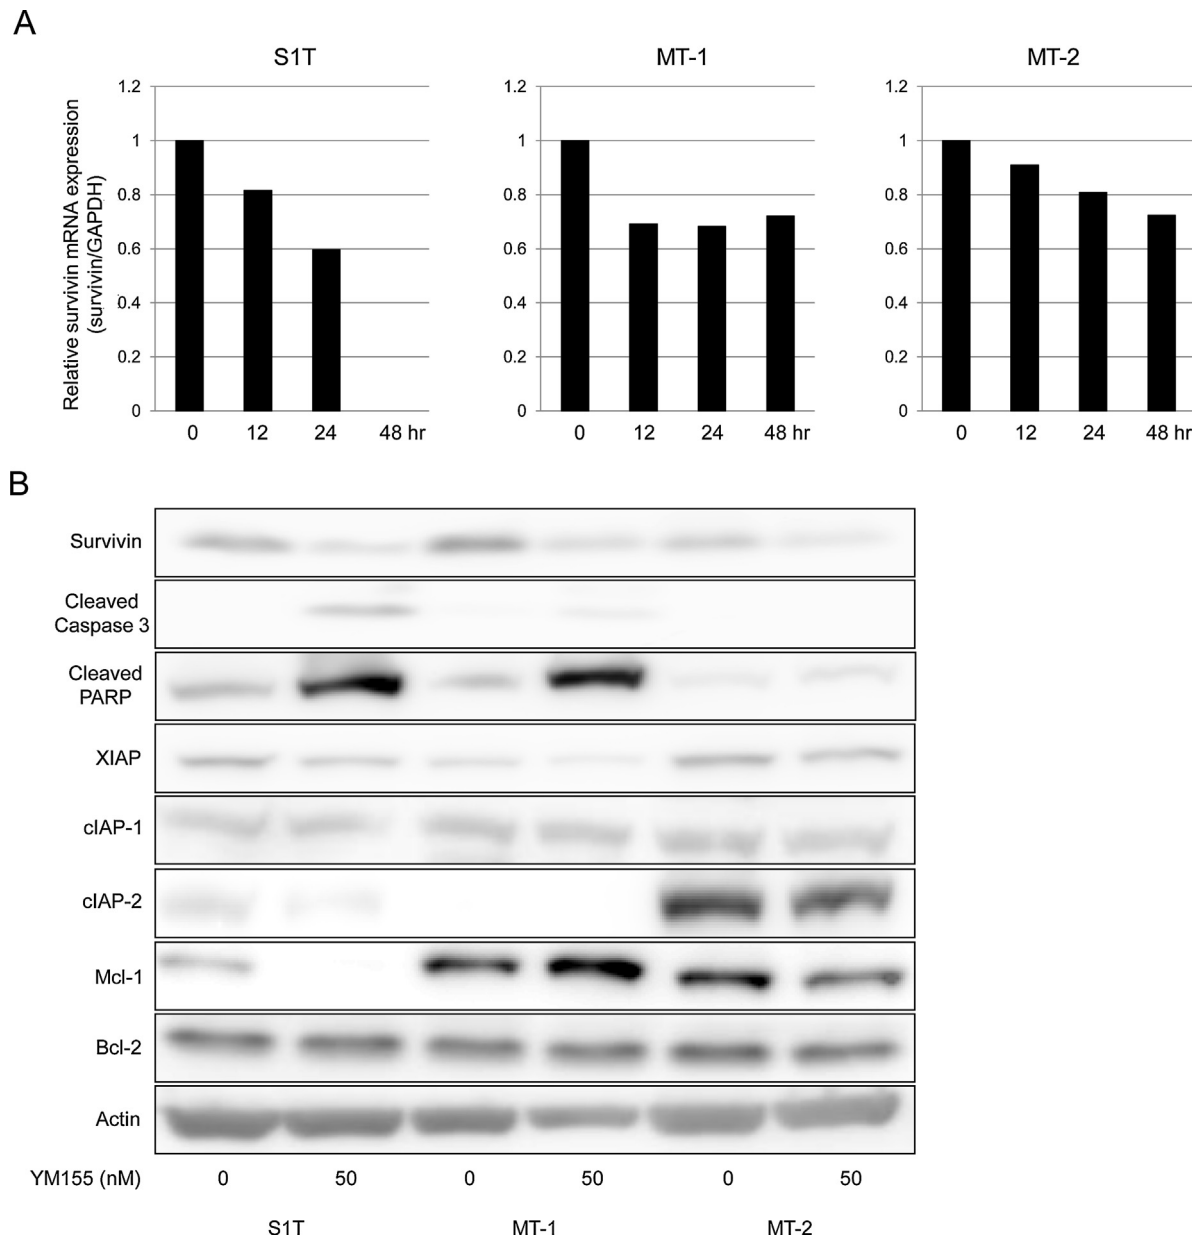 A
S1T
MT-1
MT-2
Relative survivin mRNA expression
(survivin/GAPDH)
1.2
1
0.8
0.6
0.4
0.2
0
0 12 24 48 hr
1.2
1
0.8
0.6
0.4
0.2
0
0 12 24 48 hr
1.2
1
0.8
0.6
0.4
0.2
0
0 12 24 48 hr
B
Survivin
Cleaved
Caspase 3
Cleaved
PARP
XIAP
cIAP-1
cIAP-2
Mcl-1
Bcl-2
Actin
YM155 (nM) 0 50 0 50 0 50
S1T MT-1 MT-2